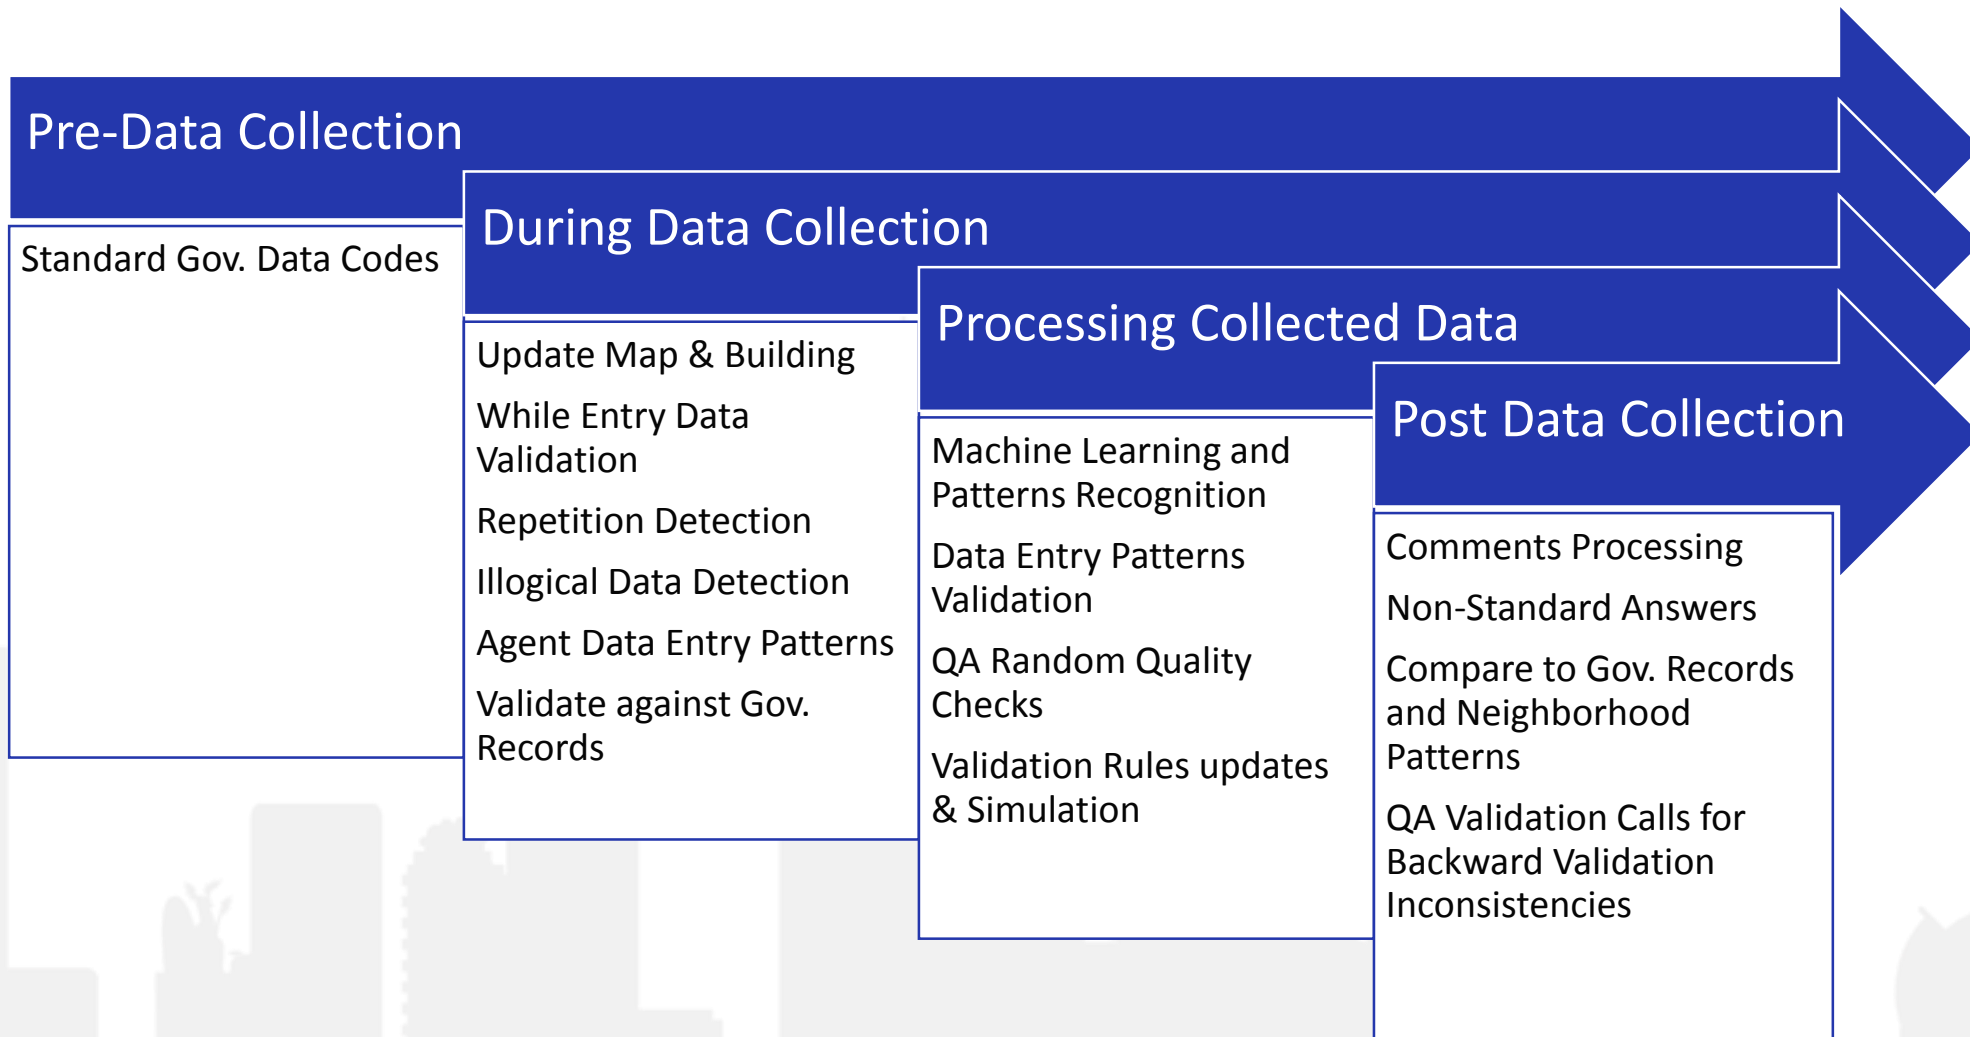 Pre-Data Collection
Standard Gov. Data Codes
During Data Collection
Update Map & Building
While Entry Data
Validation
Repetition Detection
Illogical Data Detection
Agent Data Entry Patterns
Validate against Gov.
Records
Processing Collected Data
Machine Learning and
Patterns Recognition
Data Entry Patterns
Validation
QA Random Quality
Checks
Validation Rules updates
& Simulation
Post Data Collection
Comments Processing
Non-Standard Answers
Compare to Gov. Records
and Neighborhood
Patterns
QA Validation Calls for
Backward Validation
Inconsistencies